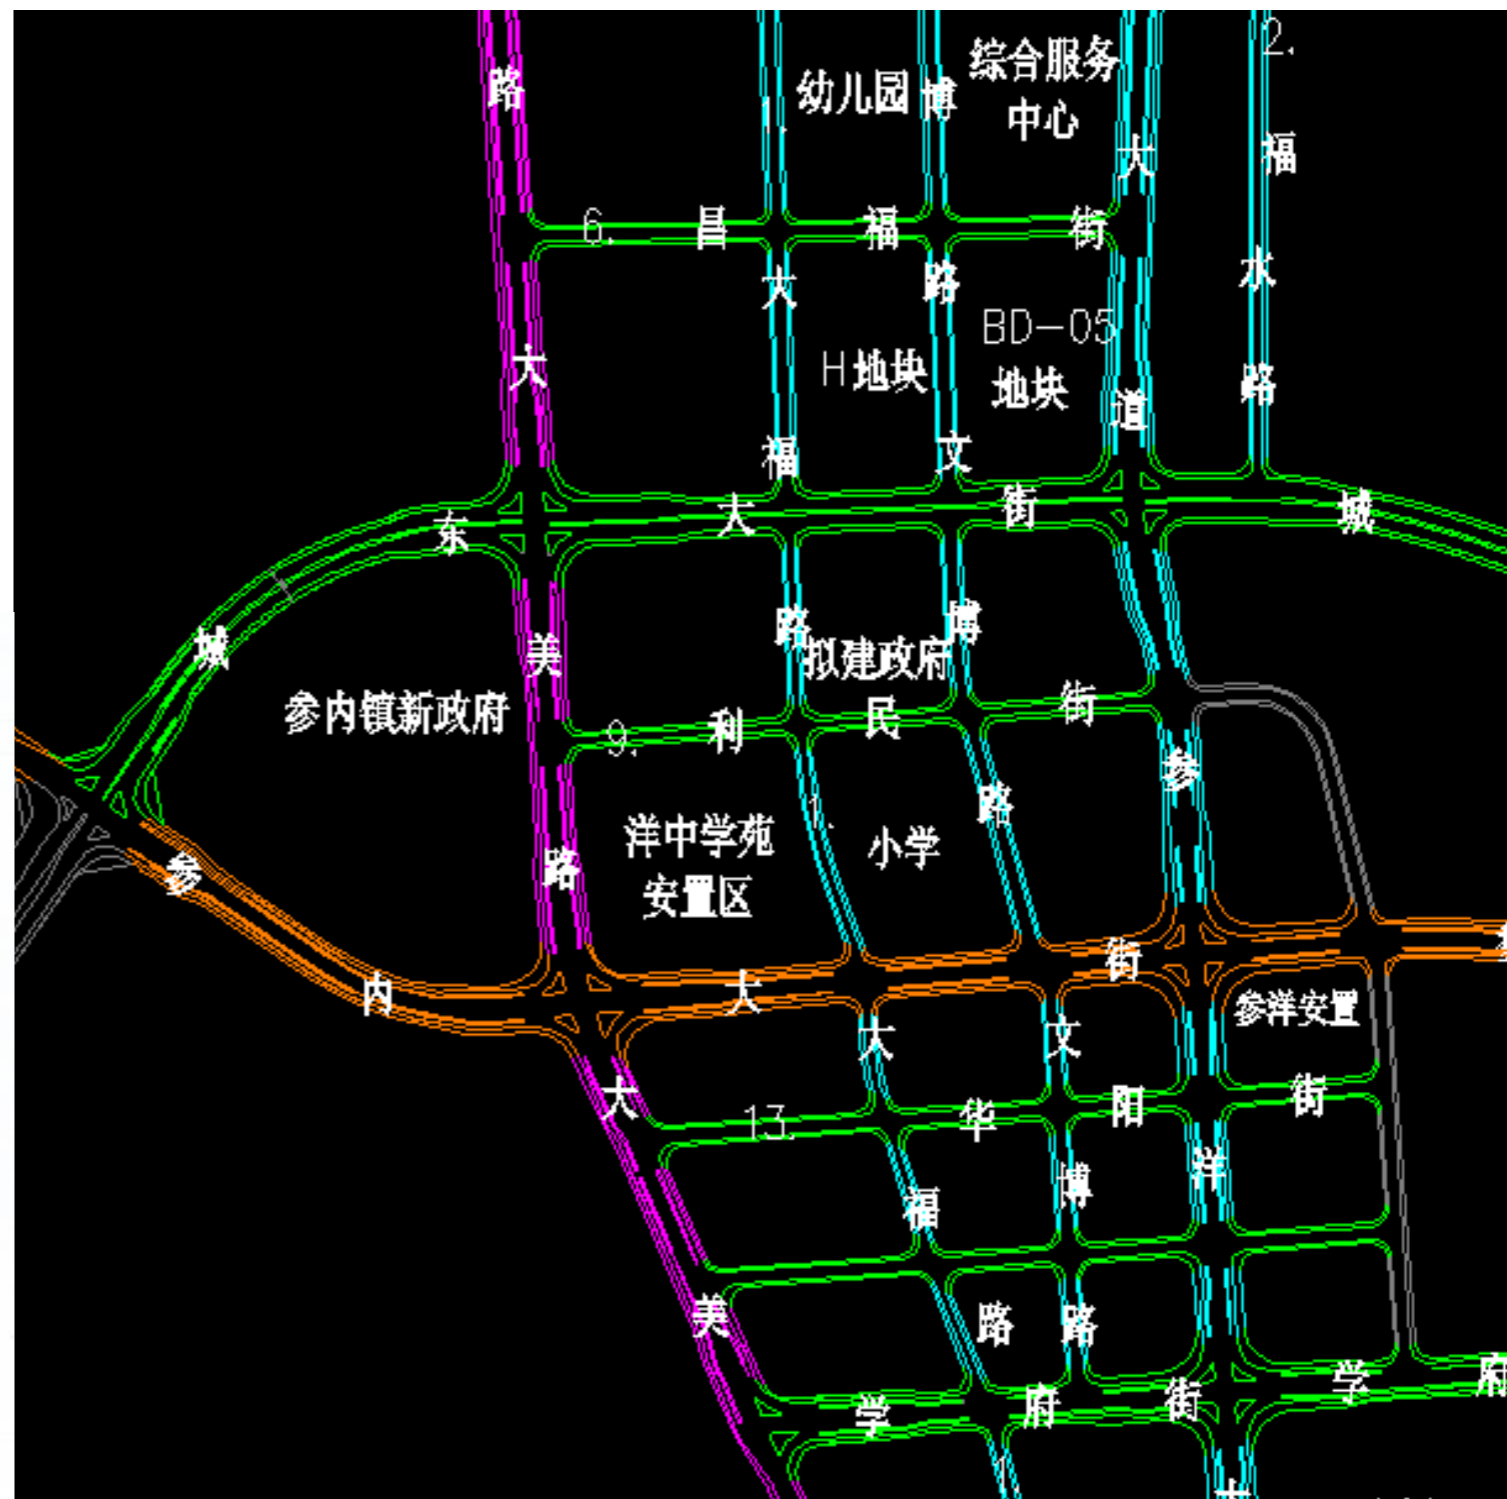 2.
路
幼儿园
博
综合服务
中心
1.
大
福
6.
昌
福
街
大
路
水
BD-05
地块
大
H地块
道
路
福
文
东
大
街
城
城
美
路
博
拟建政府
参内镇新政府
9.
利
民
街
参
1.
路
洋中学苑
安置区
小学
路
参
内
大
街
参洋安置
大
文
大
13.
华
阳
街
福
博
洋
美
路
路
学
府
街
学
府